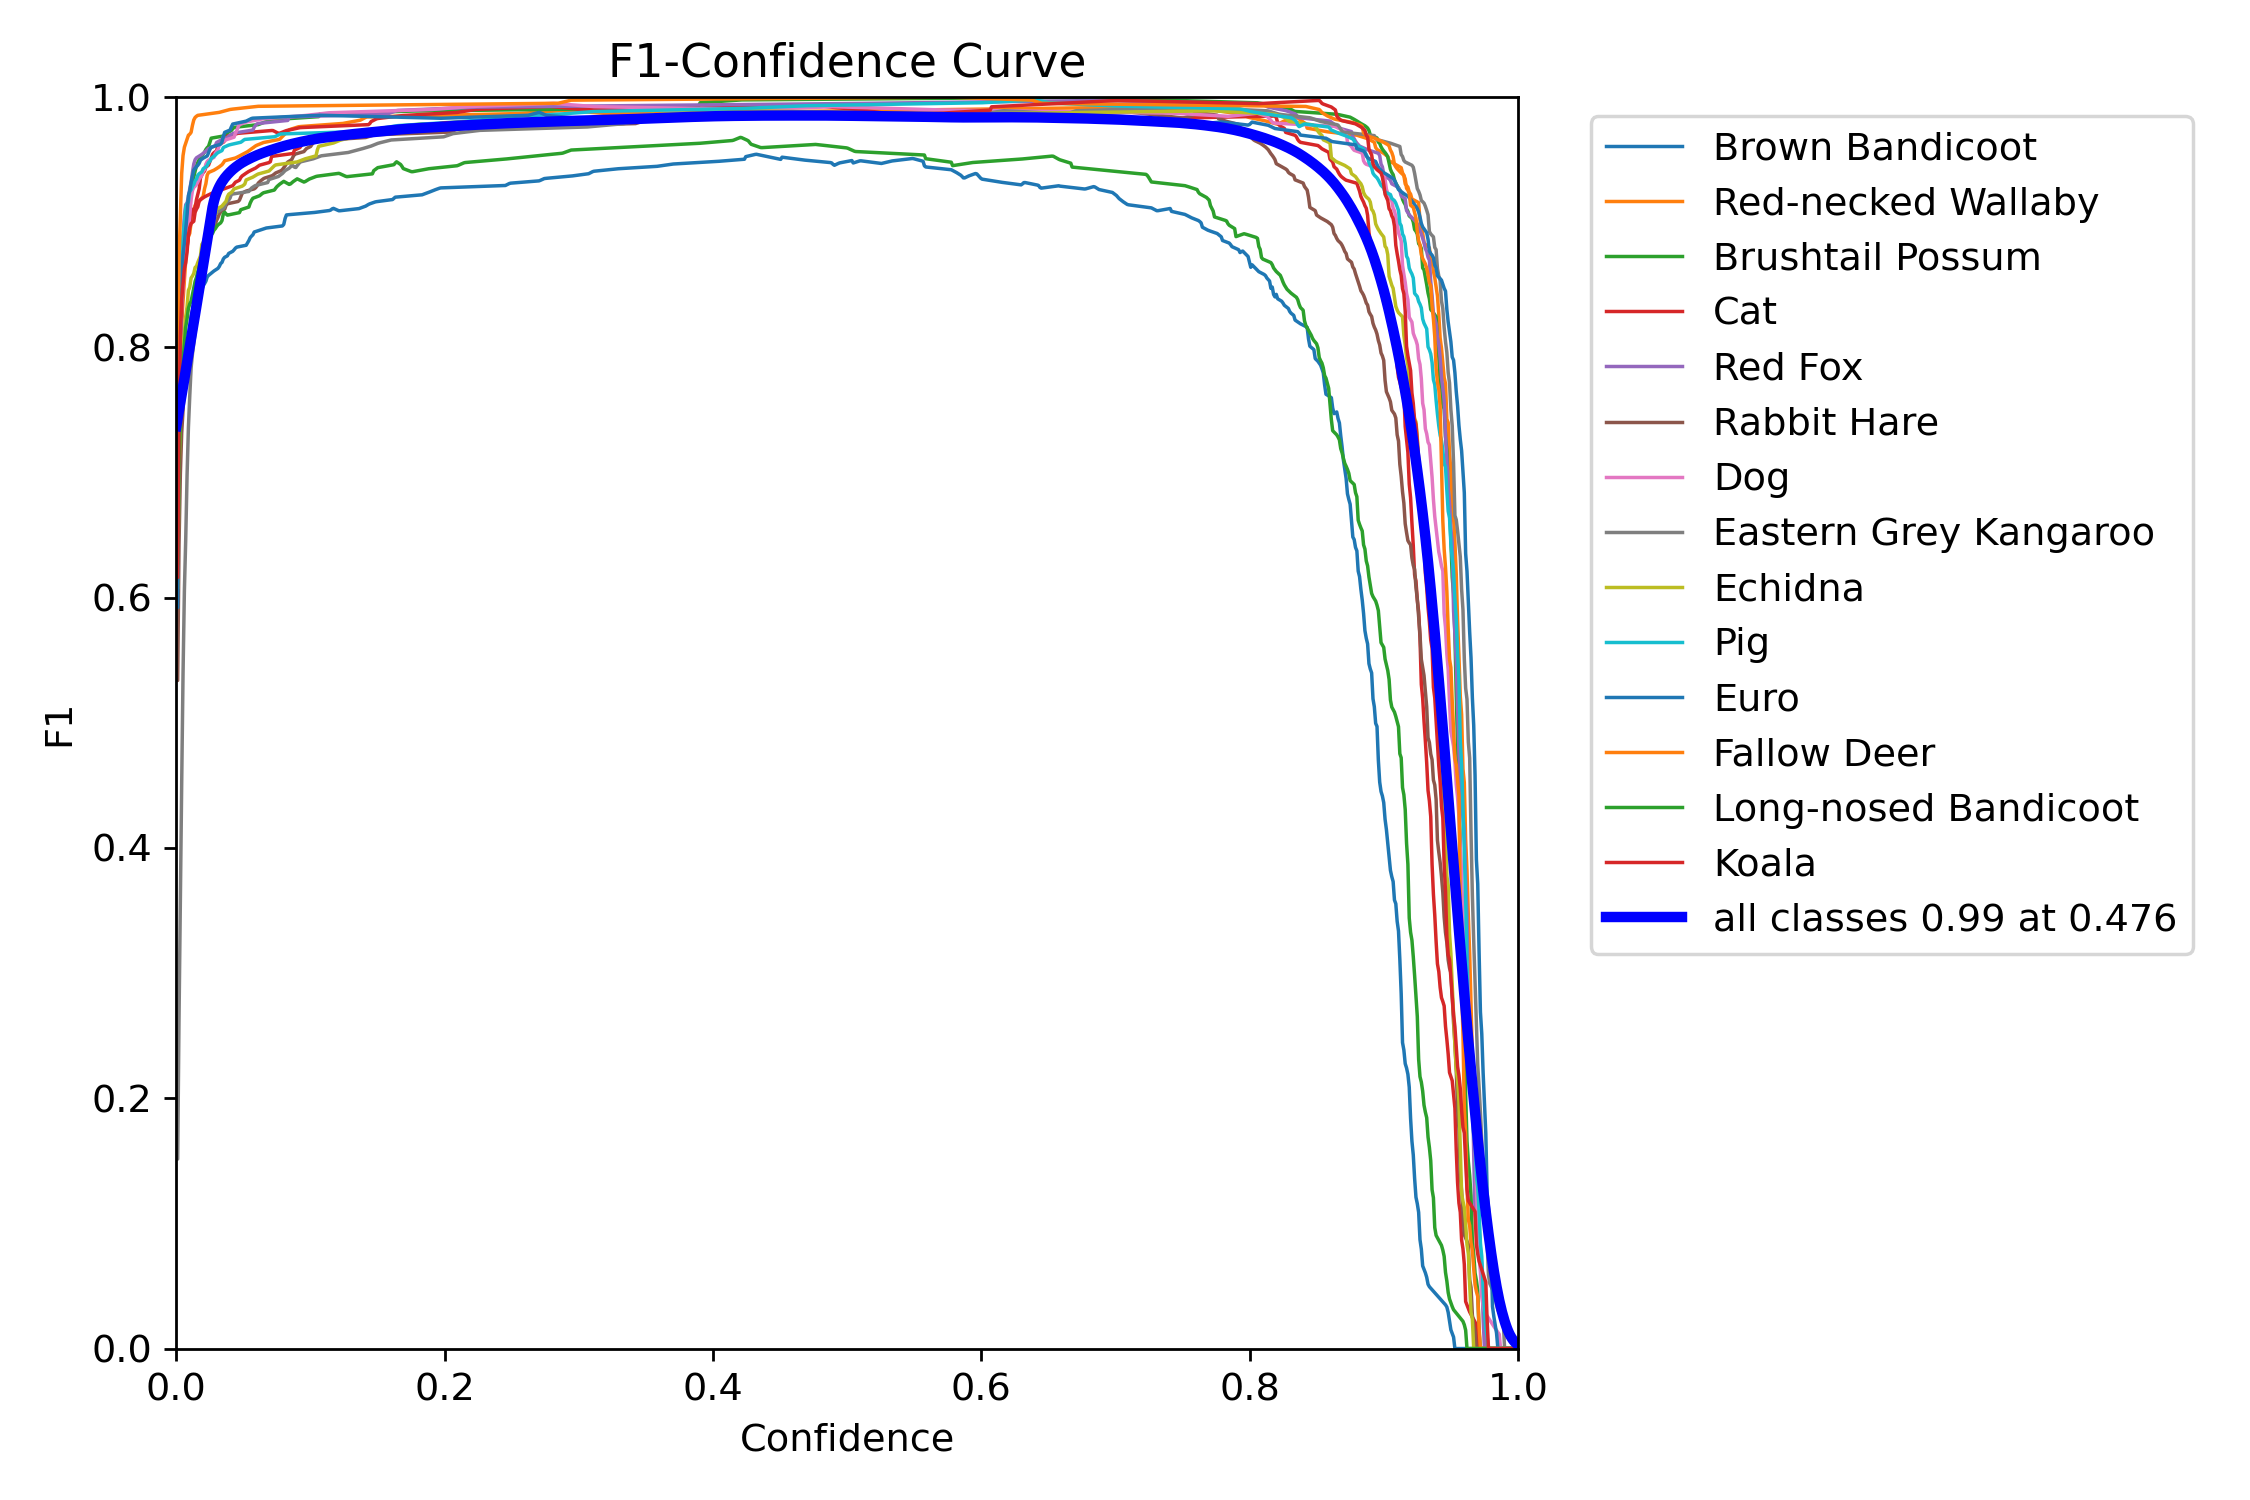 F1-Confidence Curve
1.0
0.8
0.6
0.4
0.2
0.0
F1
0.0 0.2 0.4 0.6 0.8 1.0
Confidence
Brown Bandicoot
Red-necked Wallaby
Brushtail Possum
Cat
Red Fox
Rabbit Hare
Dog
Eastern Grey Kangaroo
Echidna
Pig
Euro
Fallow Deer
Long-nosed Bandicoot
Koala
all classes 0.99 at 0.476